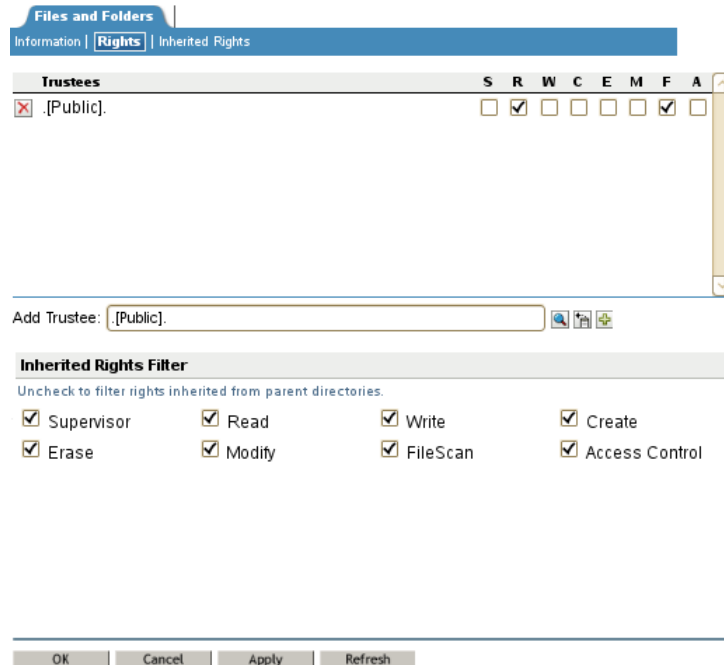 Files and Folders
Information | Rights | Inherited Rights
Trustees S R W C E M F A
.[Public].
Add Trustee: .[Public].
Inherited Rights Filter
Uncheck to filter rights inherited from parent directories.
Supervisor Read Write Create
Erase Modify FileScan Access Control
OK Cancel Apply Refresh